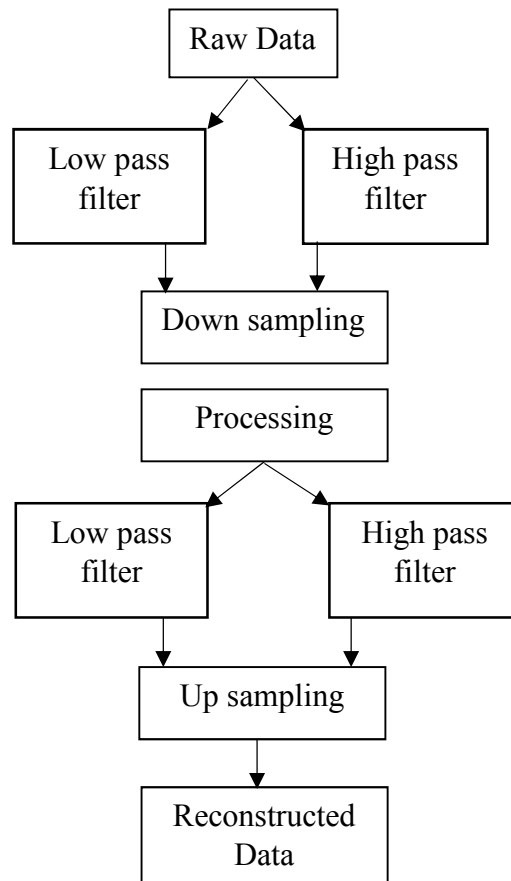 Raw Data
Low pass
filter
High pass
filter
Down sampling
Processing
Low pass
filter
High pass
filter
Up sampling
Reconstructed
Data